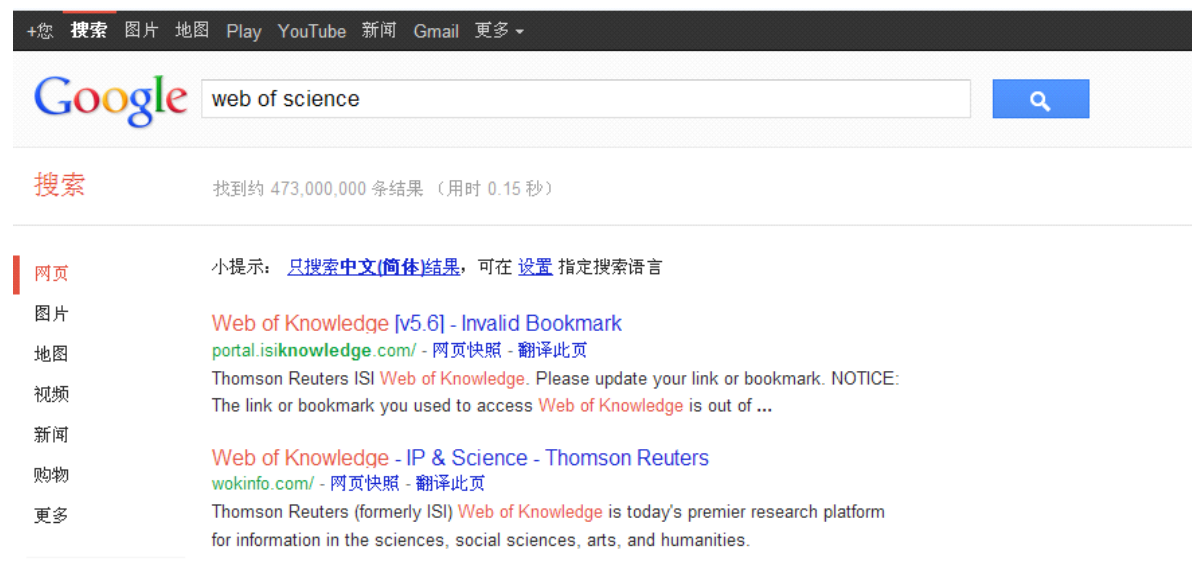 +您 搜索 图片 地图 Play YouTube 新闻 Gmail 更多
Google web of science
搜索 找到约 473,000,000 条结果 （用时 0.15 秒）
网页
图片
地图
视频
新闻
购物
更多
小提示： 只搜索中文(简体)结果，可在 设置 指定搜索语言
Web of Knowledge [v5.6] - Invalid Bookmark
portal.isiknowledge.com/ - 网页快照 - 翻译此页
Thomson Reuters ISI Web of Knowledge. Please update your link or bookmark. NOTICE:
The link or bookmark you used to access Web of Knowledge is out of ...
Web of Knowledge - IP & Science - Thomson Reuters
wokinfo.com/ - 网页快照 - 翻译此页
Thomson Reuters (formerly ISI) Web of Knowledge is today's premier research platform
for information in the sciences, social sciences, arts, and humanities.